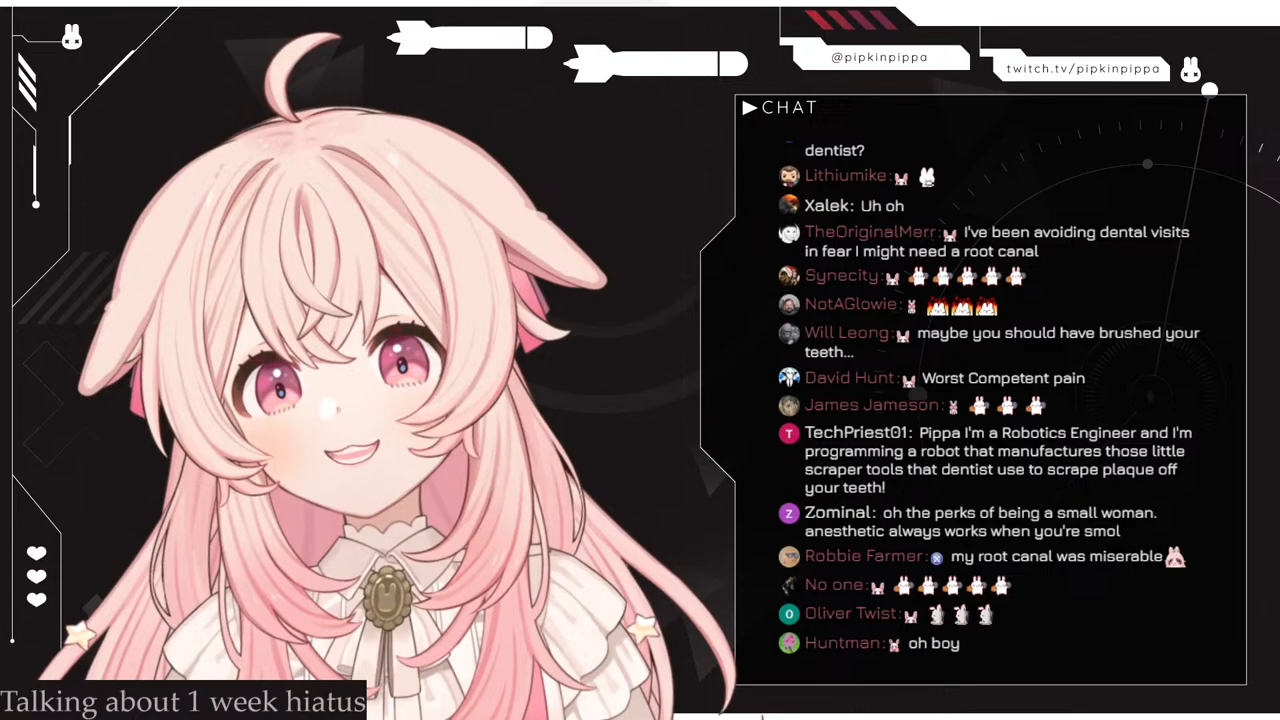 @pipkinpippa
twitch.tv/pipkinpippa
CHAT
dentist?
Lithiumike:
Xalek: Uh oh
TheOriginalMerr: I've been avoiding dental visits
in fear I might need a root canal
Synecity:
NotAGlowie:
Will Leong: maybe you should have brushed your
teeth...
David Hunt: Worst Competent pain
James Jameson:
T TechPriest01: Pippa I'm a Robotics Engineer and I'm
programming a robot that manufactures those little
scraper tools that dentist use to scrape plaque off
your teeth!
Z Zominal: oh the perks of being a small woman.
anesthetic always works when you're smol
Robbie Farmer: my root canal was miserable
No one:
O Oliver Twist:
Huntman: oh boy
Talking about 1 week hiatus